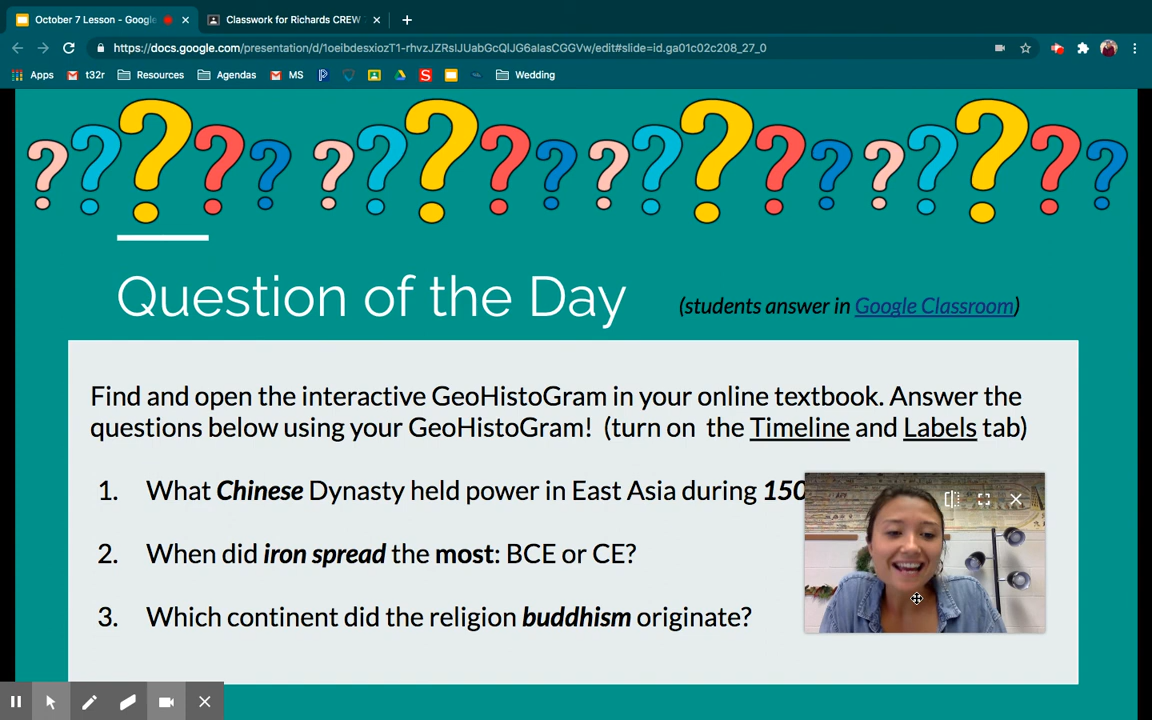 October 7 Lesson - Google
Classwork for Richards CREW
https://docs.google.com/presentation/d/1oeibdesxiozT1-rhvzJZRsIJUabGcQIJG6alasCGGVw/edit#slide=id.ga01c02c208_27_0
Apps t32r Resources Agendas MS Wedding
? ? ? ? ? ? ? ? ? ? ? ? ? ? ? ? ? ? ? ?
Question of the Day (students answer in Google Classroom)
Find and open the interactive GeoHistoGram in your online textbook. Answer the
questions below using your GeoHistoGram! (turn on the Timeline and Labels tab)
1. What Chinese Dynasty held power in East Asia during 150
2. When did iron spread the most: BCE or CE?
3. Which continent did the religion buddhism originate?